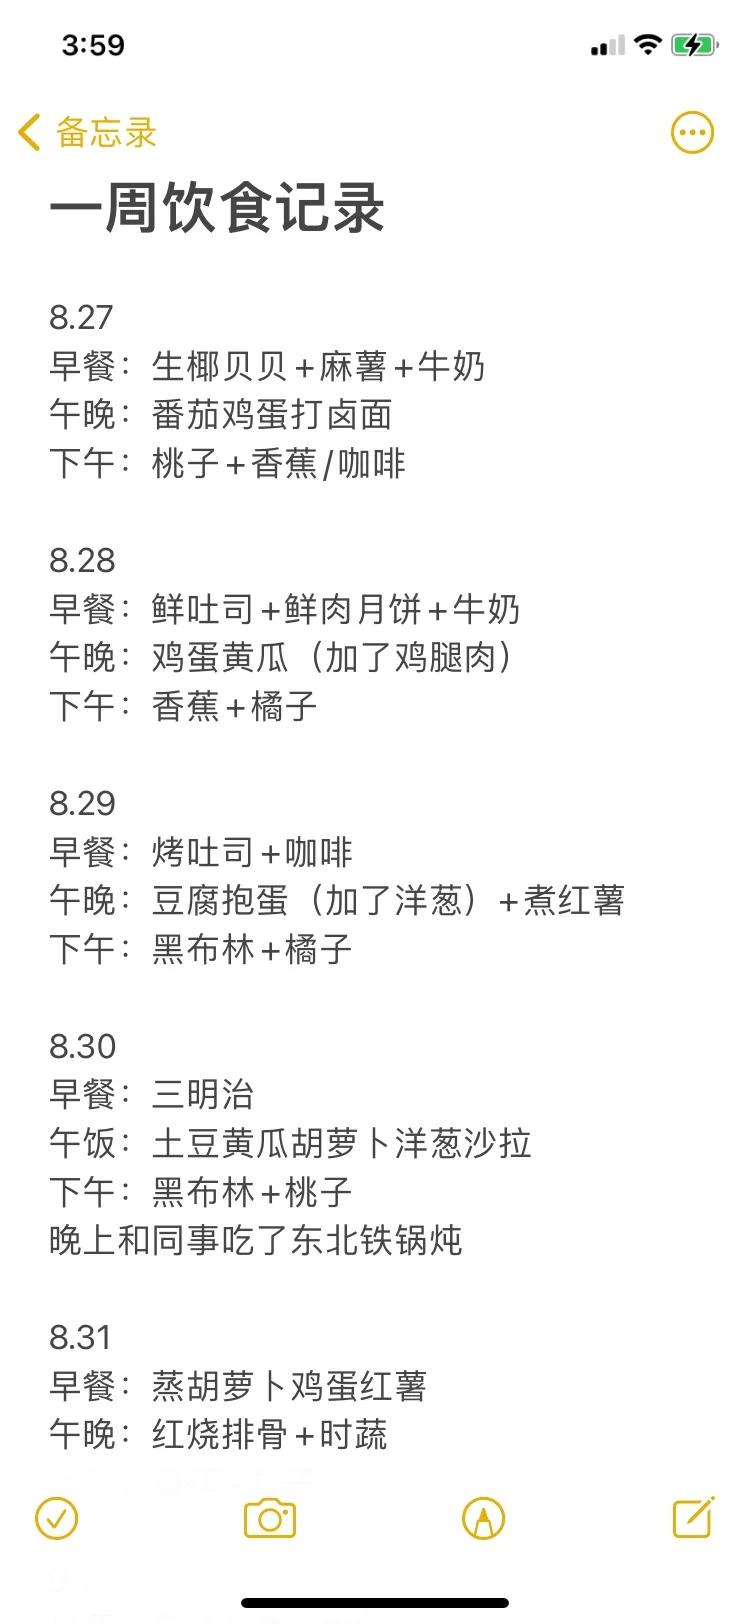 3:59
备忘录
一周饮食记录
8.27
早餐：生椰贝贝+麻薯+牛奶
午晚：番茄鸡蛋打卤面
下午：桃子+香蕉/咖啡
8.28
早餐：鲜吐司+鲜肉月饼+牛奶
午晚：鸡蛋黄瓜（加了鸡腿肉）
下午：香蕉+橘子
8.29
早餐：烤吐司+咖啡
午晚：豆腐抱蛋（加了洋葱）+煮红薯
下午：黑布林+橘子
8.30
早餐：三明治
午饭：土豆黄瓜胡萝卜洋葱沙拉
下午：黑布林+桃子
晚上和同事吃了东北铁锅炖
8.31
早餐：蒸胡萝卜鸡蛋红薯
午晚：红烧排骨+时蔬